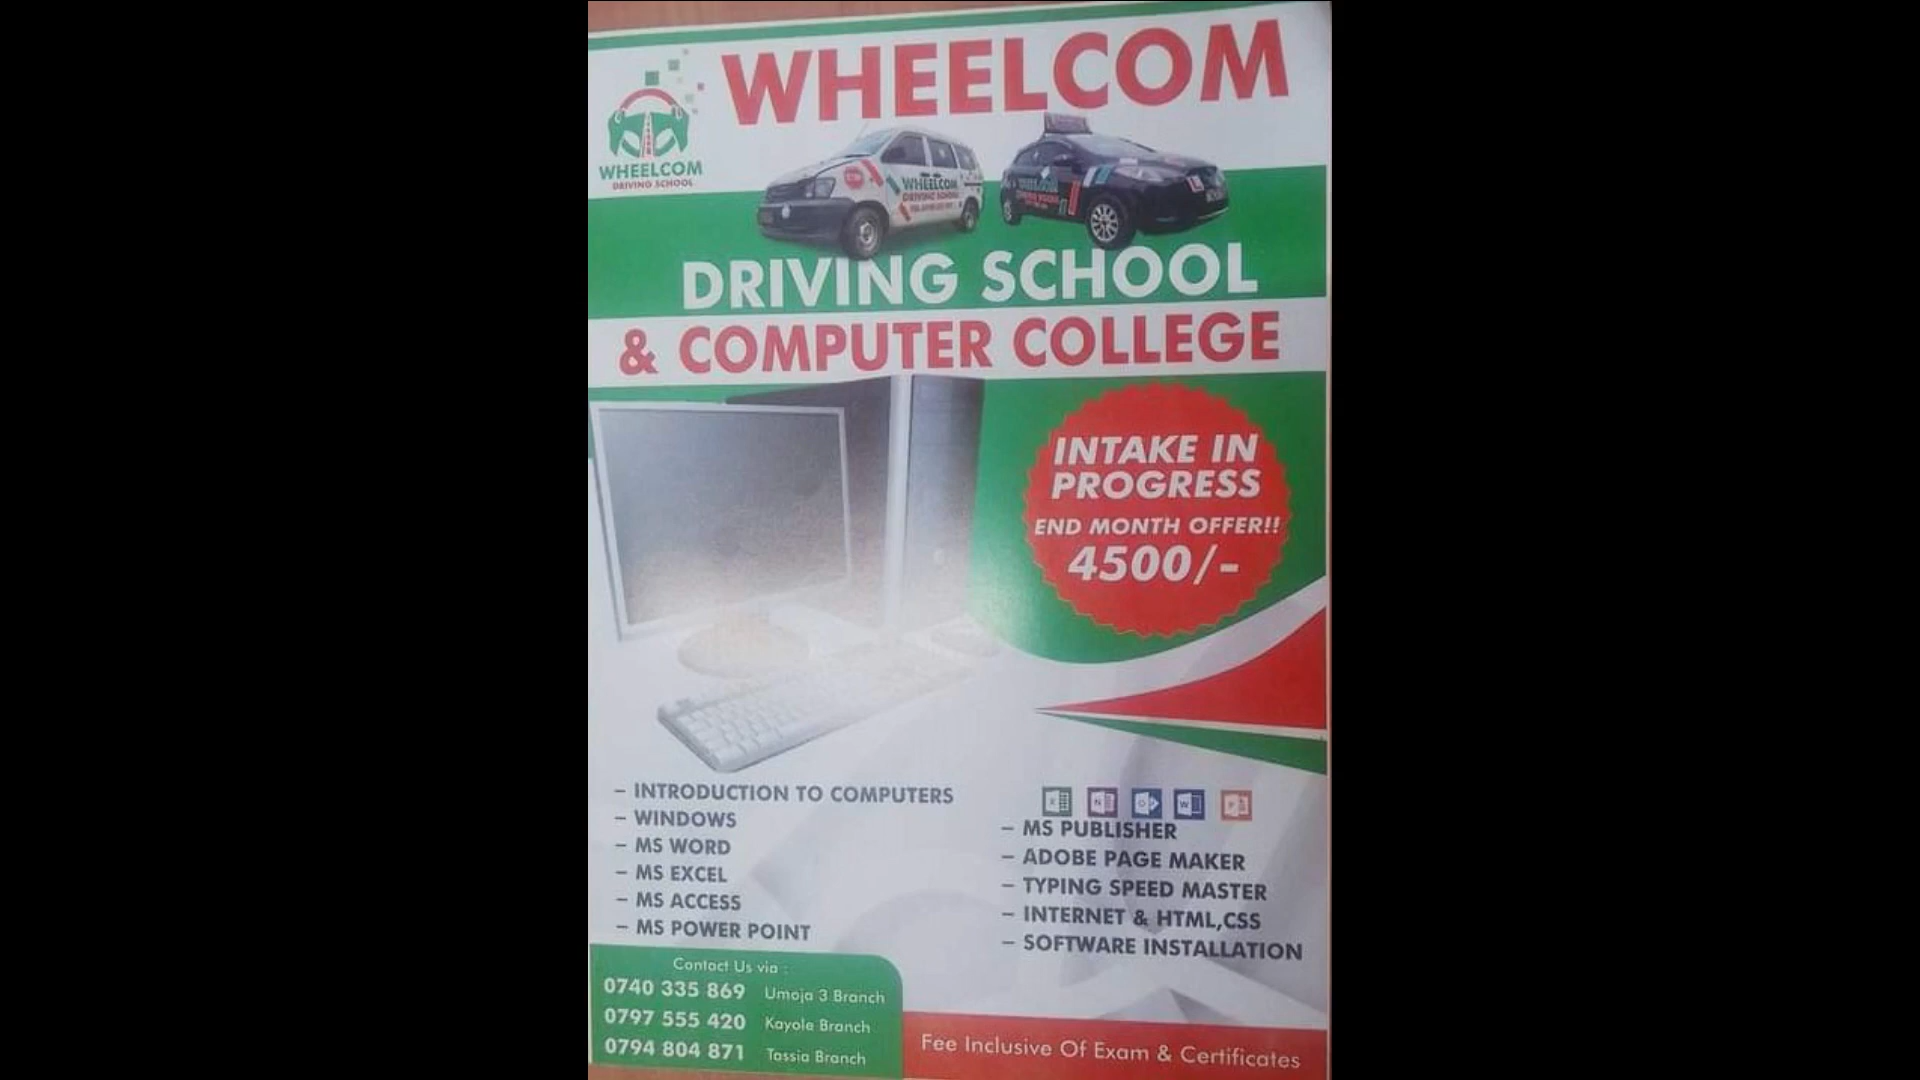 WHEELCOM
WHEELCOM
DRIVING SCHOOL
WHEELCOM
DRIVING SCHOOL
DRIVING SCHOOL
& COMPUTER COLLEGE
INTAKE IN
PROGRESS
END MONTH OFFER!!
4500/-
– INTRODUCTION TO COMPUTERS
– WINDOWS
– MS WORD
– MS EXCEL
– MS ACCESS
– MS POWER POINT
– MS PUBLISHER
– ADOBE PAGE MAKER
– TYPING SPEED MASTER
– INTERNET & HTML,CSS
– SOFTWARE INSTALLATION
Contact Us via :
0740 335 869 Umoja 3 Branch
0797 555 420 Kayole Branch
0794 804 871 Tassia Branch
Fee Inclusive Of Exam & Certificates